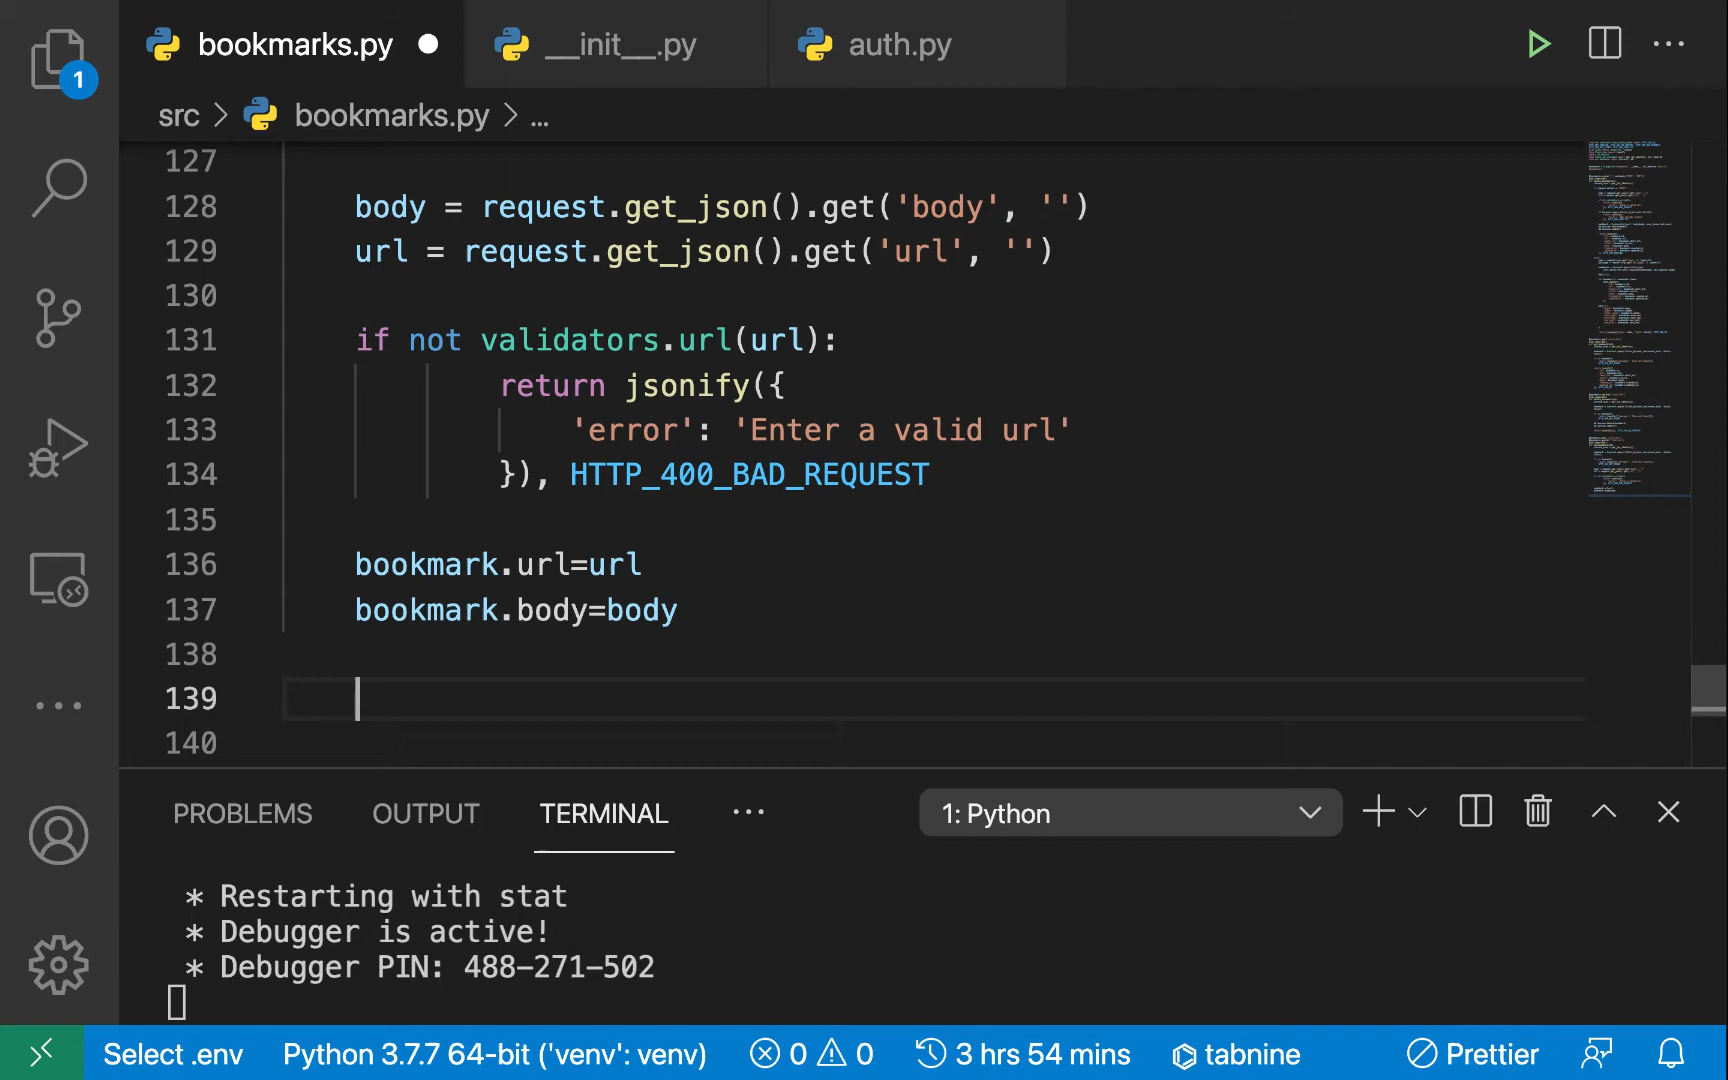 bookmarks.py
__init__.py
auth.py
1
src > bookmarks.py > ...
127
128 body = request.get_json().get('body', '')
129 url = request.get_json().get('url', '')
130
131 if not validators.url(url):
132 return jsonify({
133 'error': 'Enter a valid url'
134 }), HTTP_400_BAD_REQUEST
135
136 bookmark.url=url
137 bookmark.body=body
138
139
140
PROBLEMS OUTPUT TERMINAL ... 1: Python
* Restarting with stat
* Debugger is active!
* Debugger PIN: 488-271-502
Select .env Python 3.7.7 64-bit ('venv': venv) 0 0 3 hrs 54 mins tabnine Prettier